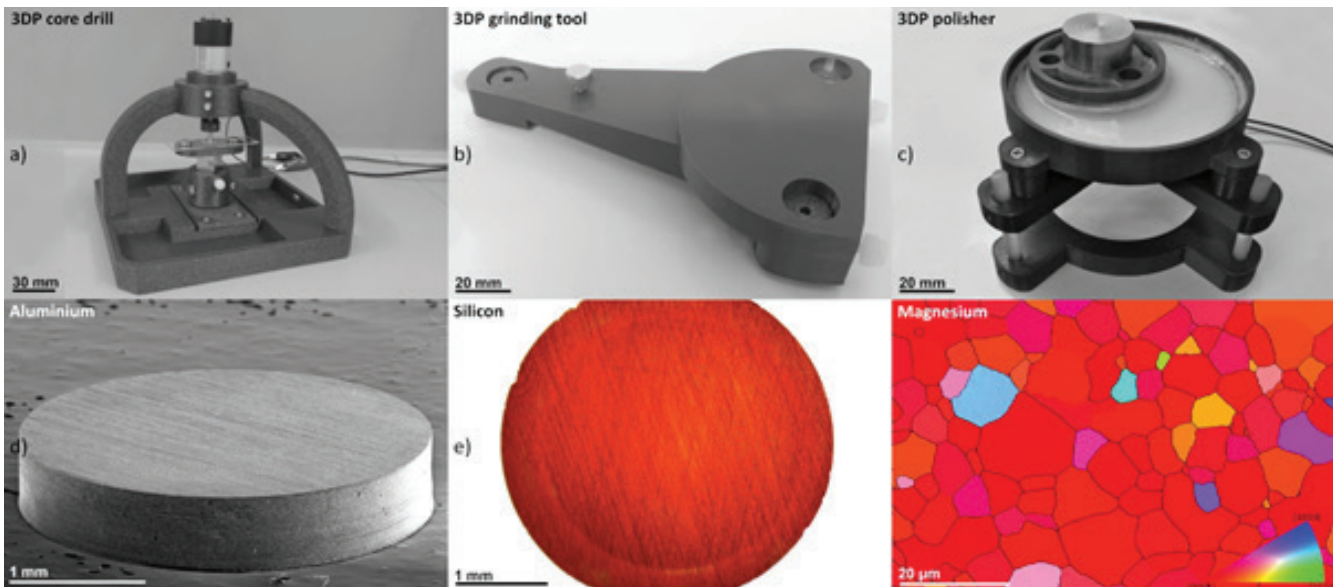 3DP core drill
3DP grinding tool
3DP polisher
a)
b)
c)
30 mm
20 mm
20 mm
Aluminium
Silicon
Magnesium
d)
e)
1 mm
1 mm
20 µm